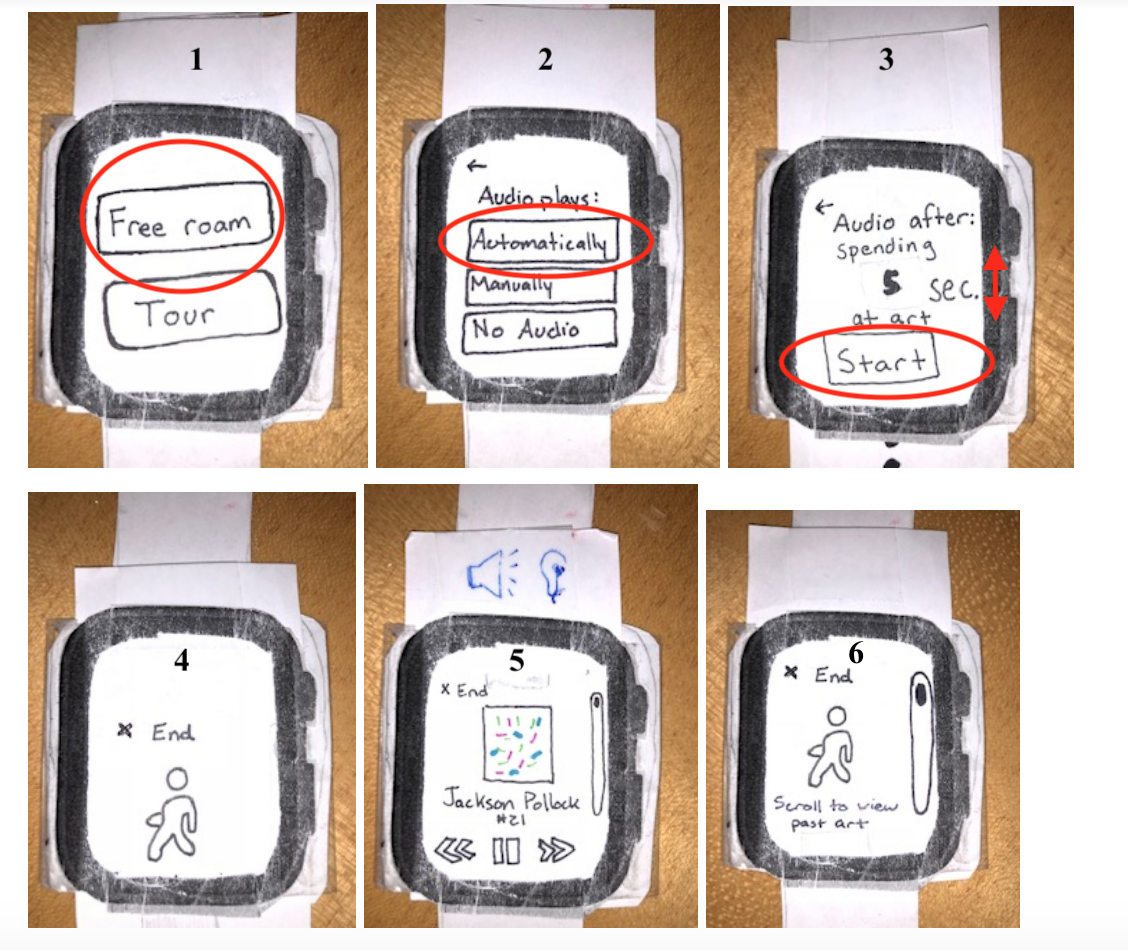 1
Free roam
Tour
2
←
Audio plays:
Automatically
Manually
No Audio
3
←
Audio after:
spending
5 sec.
at art
Start
4
× End
5
× End
Jackson Pollock
#21
6
× End
Scroll to view
past art